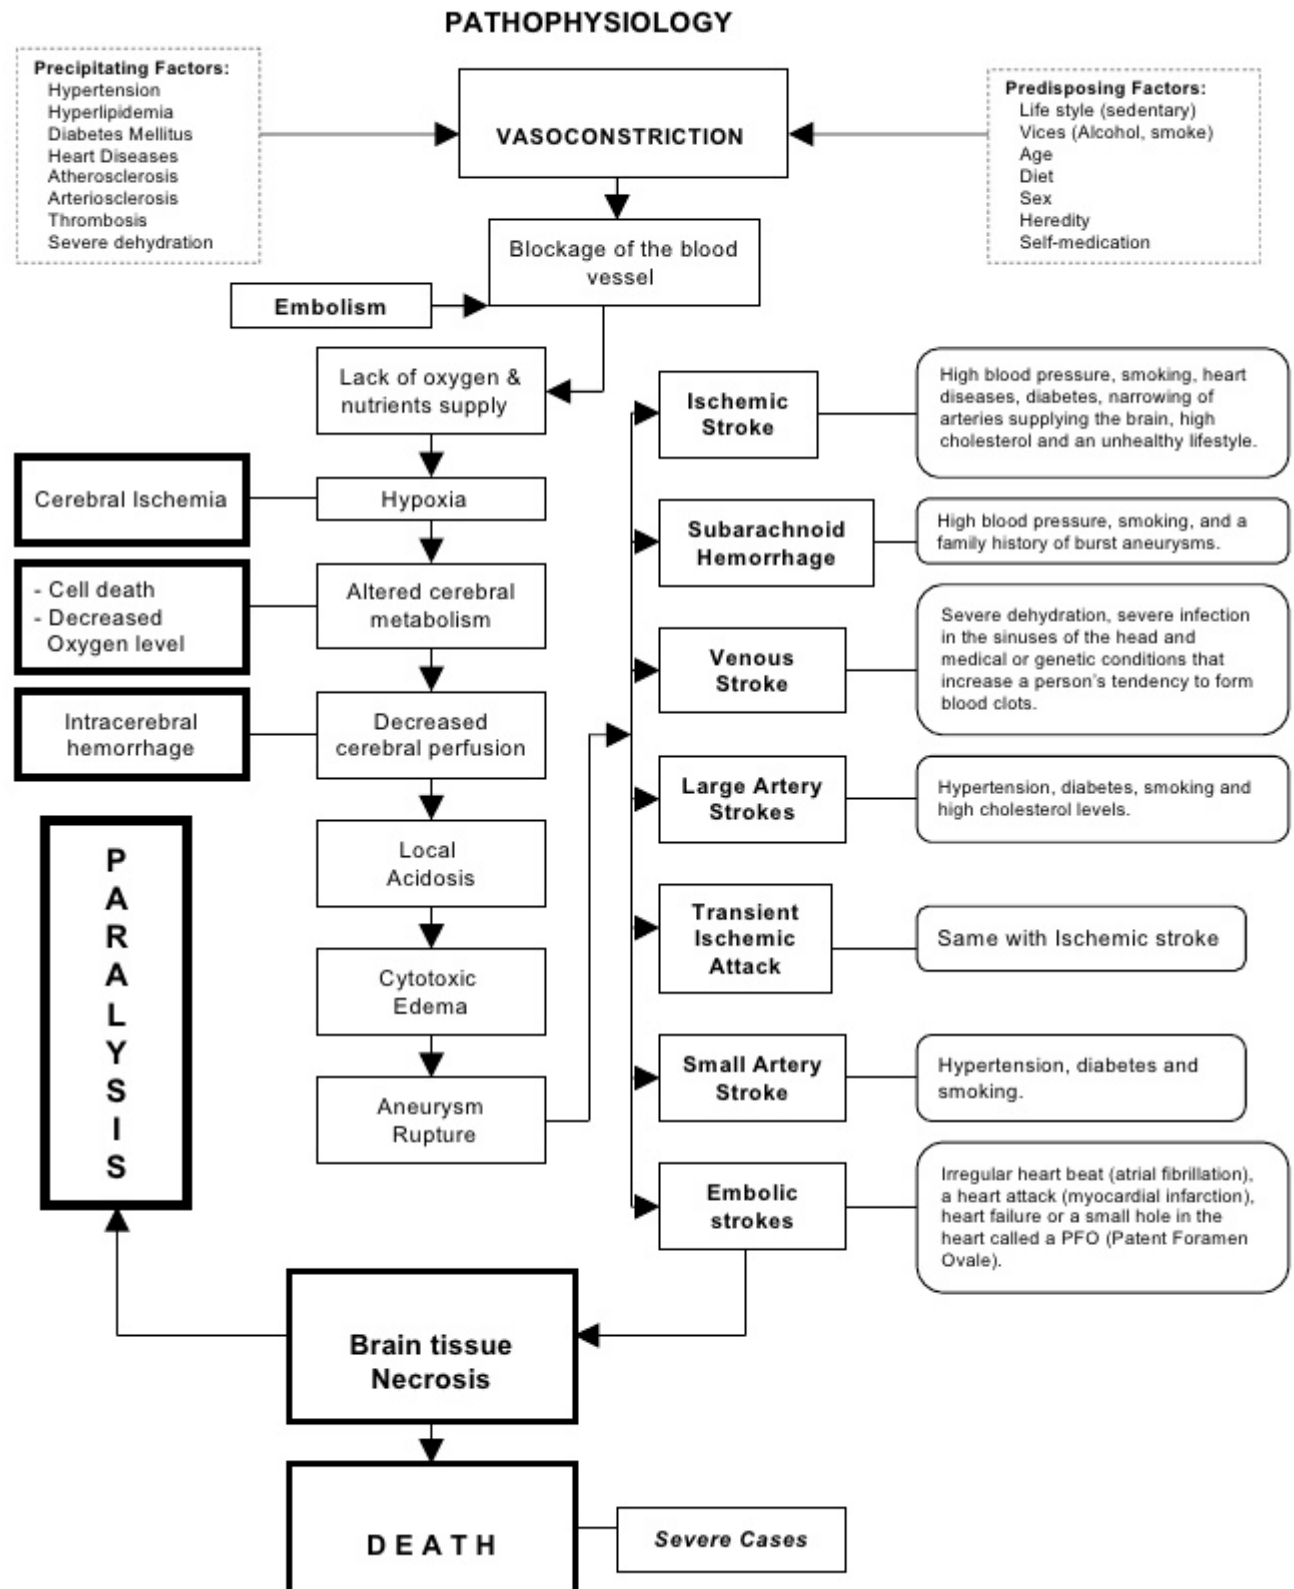 PATHOPHYSIOLOGY
Precipitating Factors:
Hypertension
Hyperlipidemia
Diabetes Mellitus
Heart Diseases
Atherosclerosis
Arteriosclerosis
Thrombosis
Severe dehydration
VASOCONSTRICTION
Predisposing Factors:
Life style (sedentary)
Vices (Alcohol, smoke)
Age
Diet
Sex
Heredity
Self-medication
Blockage of the blood
vessel
Embolism
Lack of oxygen &
nutrients supply
Cerebral Ischemia
Hypoxia
- Cell death
- Decreased
Oxygen level
Altered cerebral
metabolism
Intracerebral
hemorrhage
Decreased
cerebral perfusion
Local
Acidosis
Cytotoxic
Edema
Aneurysm
Rupture
Ischemic
Stroke
High blood pressure, smoking, heart
diseases, diabetes, narrowing of
arteries supplying the brain, high
cholesterol and an unhealthy lifestyle.
Subarachnoid
Hemorrhage
High blood pressure, smoking, and a
family history of burst aneurysms.
Venous
Stroke
Severe dehydration, severe infection
in the sinuses of the head and
medical or genetic conditions that
increase a person's tendency to form
blood clots.
Large Artery
Strokes
Hypertension, diabetes, smoking and
high cholesterol levels.
Transient
Ischemic
Attack
Same with Ischemic stroke
Small Artery
Stroke
Hypertension, diabetes and
smoking.
Embolic
strokes
Irregular heart beat (atrial fibrillation),
a heart attack (myocardial infarction),
heart failure or a small hole in the
heart called a PFO (Patent Foramen
Ovale).
PARALYSIS
Brain tissue
Necrosis
DEATH
Severe Cases